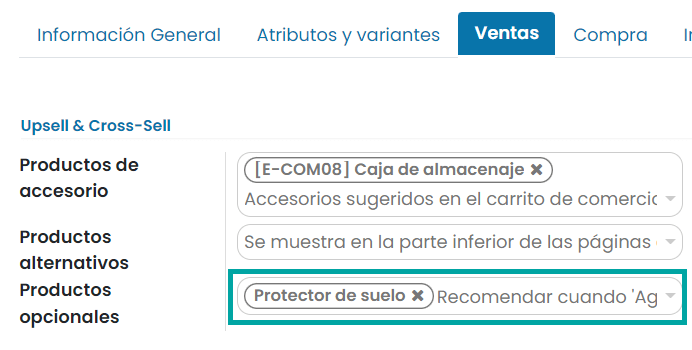 Información General Atributos y variantes Ventas Compra
Upsell & Cross-Sell
Productos de accesorio
[E-COM08] Caja de almacenaje ✖
Accesorios sugeridos en el carrito de comercio
Productos alternativos
Se muestra en la parte inferior de las páginas
Productos opcionales
Protector de suelo ✖ Recomendar cuando 'Ag